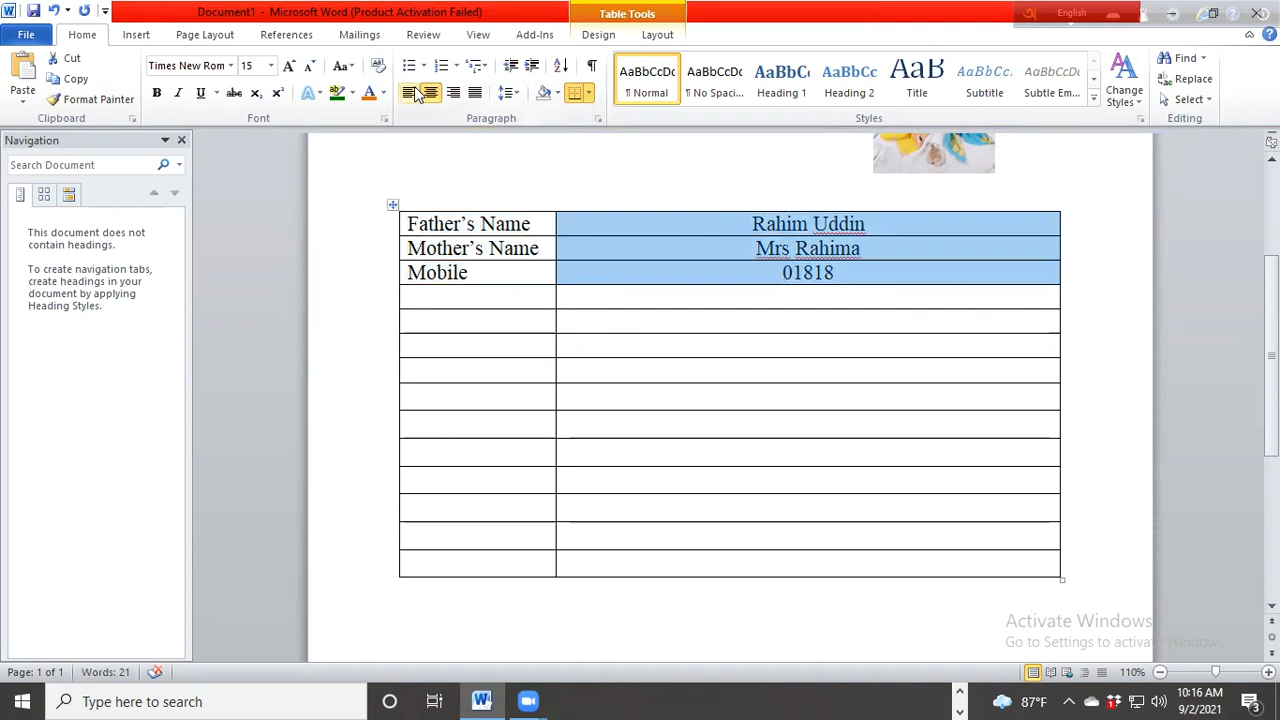 Document1 - Microsoft Word (Product Activation Failed)
Table Tools
English
File
Home
Insert
Page Layout
References
Mailings
Review
View
Add-Ins
Design
Layout
Paste
Cut
Copy
Format Painter
Clipboard
Times New Rom
15
Font
Paragraph
AaBbCcDc
¶ Normal
AaBbCcDc
¶ No Spaci...
AaBbCc
Heading 1
AaBbCc
Heading 2
AaB
Title
AaBbCc.
Subtitle
AaBbCcDc
Subtle Em...
Change
Styles
Styles
Find
Replace
Select
Editing
Navigation
Search Document
This document does not
contain headings.
To create navigation tabs,
create headings in your
document by applying
Heading Styles.
Father’s Name
Rahim Uddin
Mother’s Name
Mrs Rahima
Mobile
01818
Activate Windows
Go to Settings to activate Windows.
Page: 1 of 1
Words: 21
110%
Type here to search
87°F
10:16 AM
9/2/2021
3